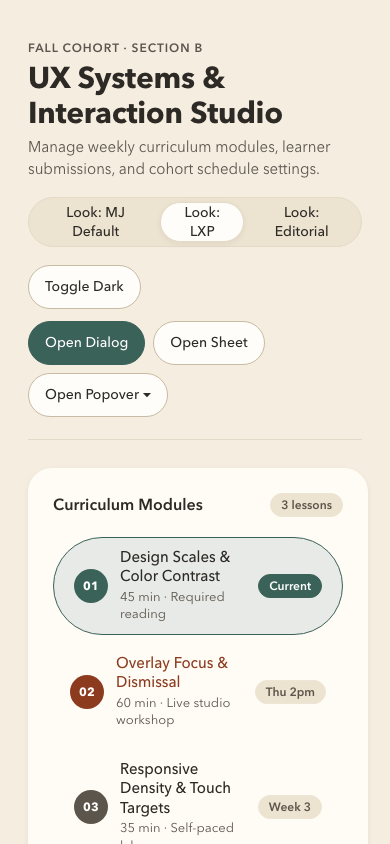 FALL COHORT · SECTION B
UX Systems &
Interaction Studio
Manage weekly curriculum modules, learner
submissions, and cohort schedule settings.
Look: MJ
Default
Look:
LXP
Look:
Editorial
Toggle Dark
Open Dialog
Open Sheet
Open Popover
Curriculum Modules
3 lessons
01
Design Scales &
Color Contrast
45 min · Required
reading
Current
02
Overlay Focus &
Dismissal
60 min · Live studio
workshop
Thu 2pm
03
Responsive
Density & Touch
Targets
35 min · Self-paced
Week 3